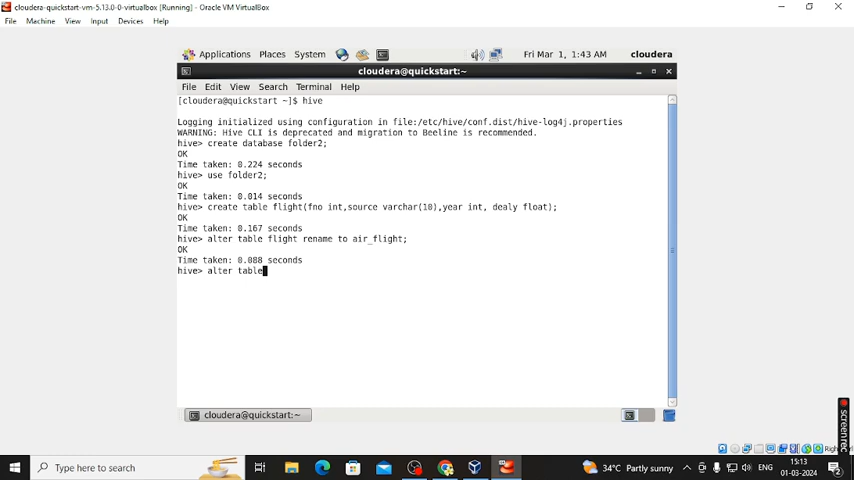 cloudera-quickstart-vm-5.13.0-0-virtualbox [Running] - Oracle VM VirtualBox
File Machine View Input Devices Help
Applications Places System Fri Mar 1, 1:43 AM cloudera
cloudera@quickstart:~
File Edit View Search Terminal Help
[cloudera@quickstart ~]$ hive
Logging initialized using configuration in file:/etc/hive/conf.dist/hive-log4j.properties
WARNING: Hive CLI is deprecated and migration to Beeline is recommended.
hive> create database folder2;
OK
Time taken: 0.224 seconds
hive> use folder2;
OK
Time taken: 0.014 seconds
hive> create table flight(fno int,source varchar(10),year int, dealy float);
OK
Time taken: 0.167 seconds
hive> alter table flight rename to air_flight;
OK
Time taken: 0.088 seconds
hive> alter table
cloudera@quickstart:~
screenrec
Type here to search
34°C Partly sunny
ENG
15:13
01-03-2024
2